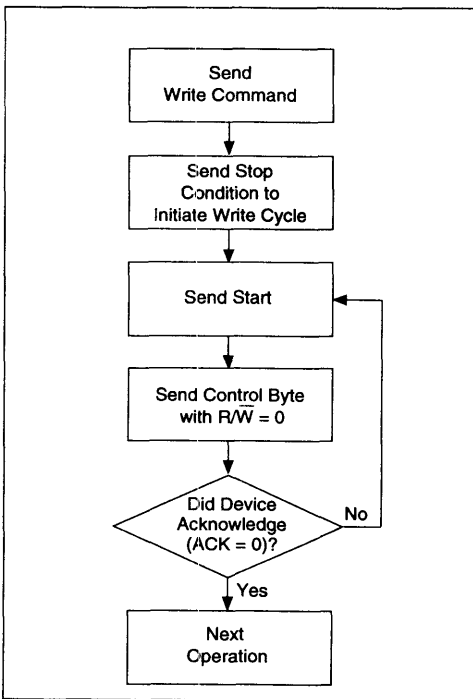 Send
Write Command
Send Stop
Condition to
Initiate Write Cycle
Send Start
Send Control Byte
with R/W̅ = 0
Did Device
Acknowledge
(ACK = 0)?
No
Yes
Next
Operation